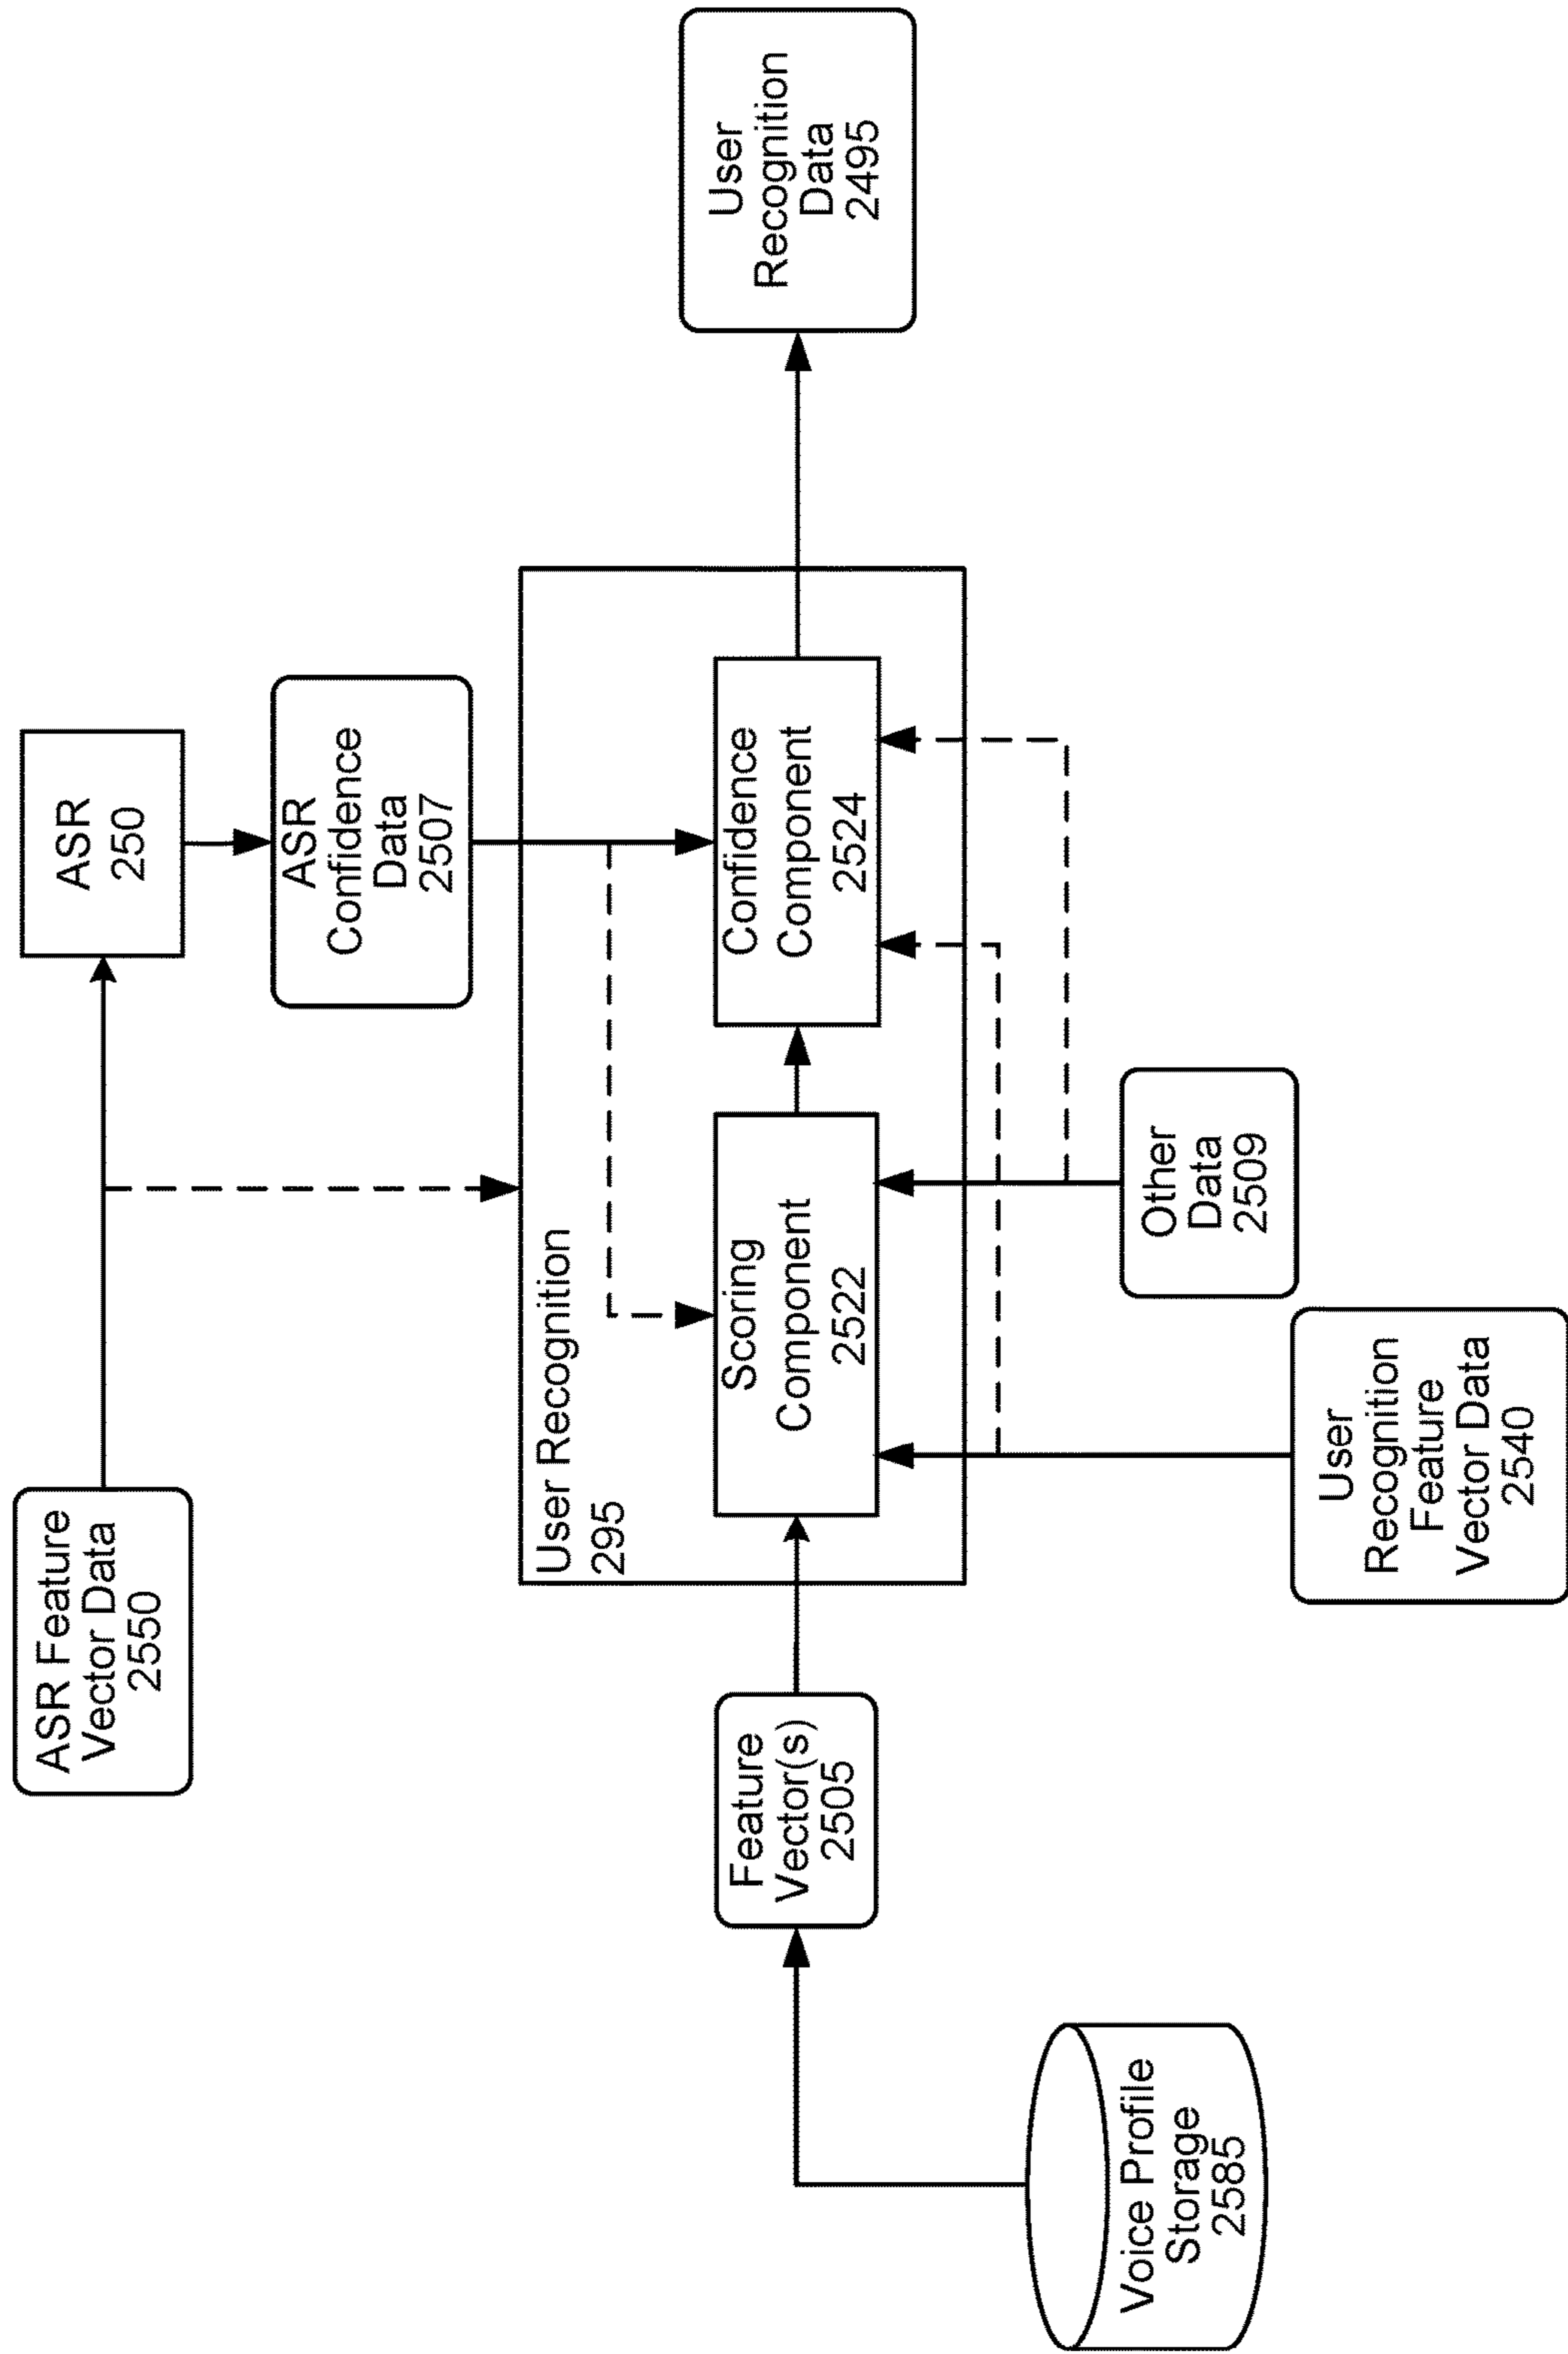 ASR Feature
Vector Data
2550
ASR
250
ASR
Confidence
Data
2507
User Recognition
295
Voice Profile
Storage
2585
Feature
Vector(s)
2505
Scoring
Component
2522
Confidence
Component
2524
User
Recognition
Data
2495
Other
Data
2509
User
Recognition
Feature
Vector Data
2540